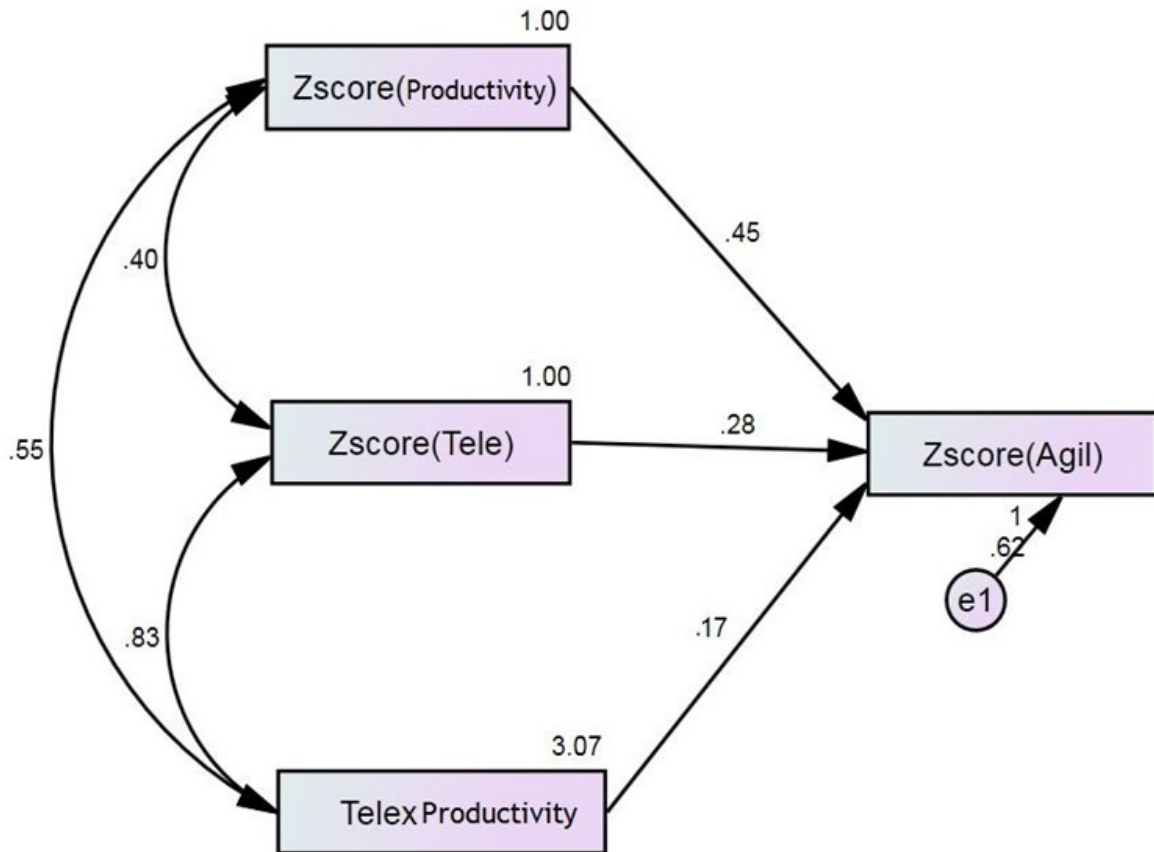 1.00
Zscore(Productivity)
.45
.40
1.00
Zscore(Tele)
.28
Zscore(Agil)
.55
1
.62
e1
.83
.17
3.07
TelexProductivity